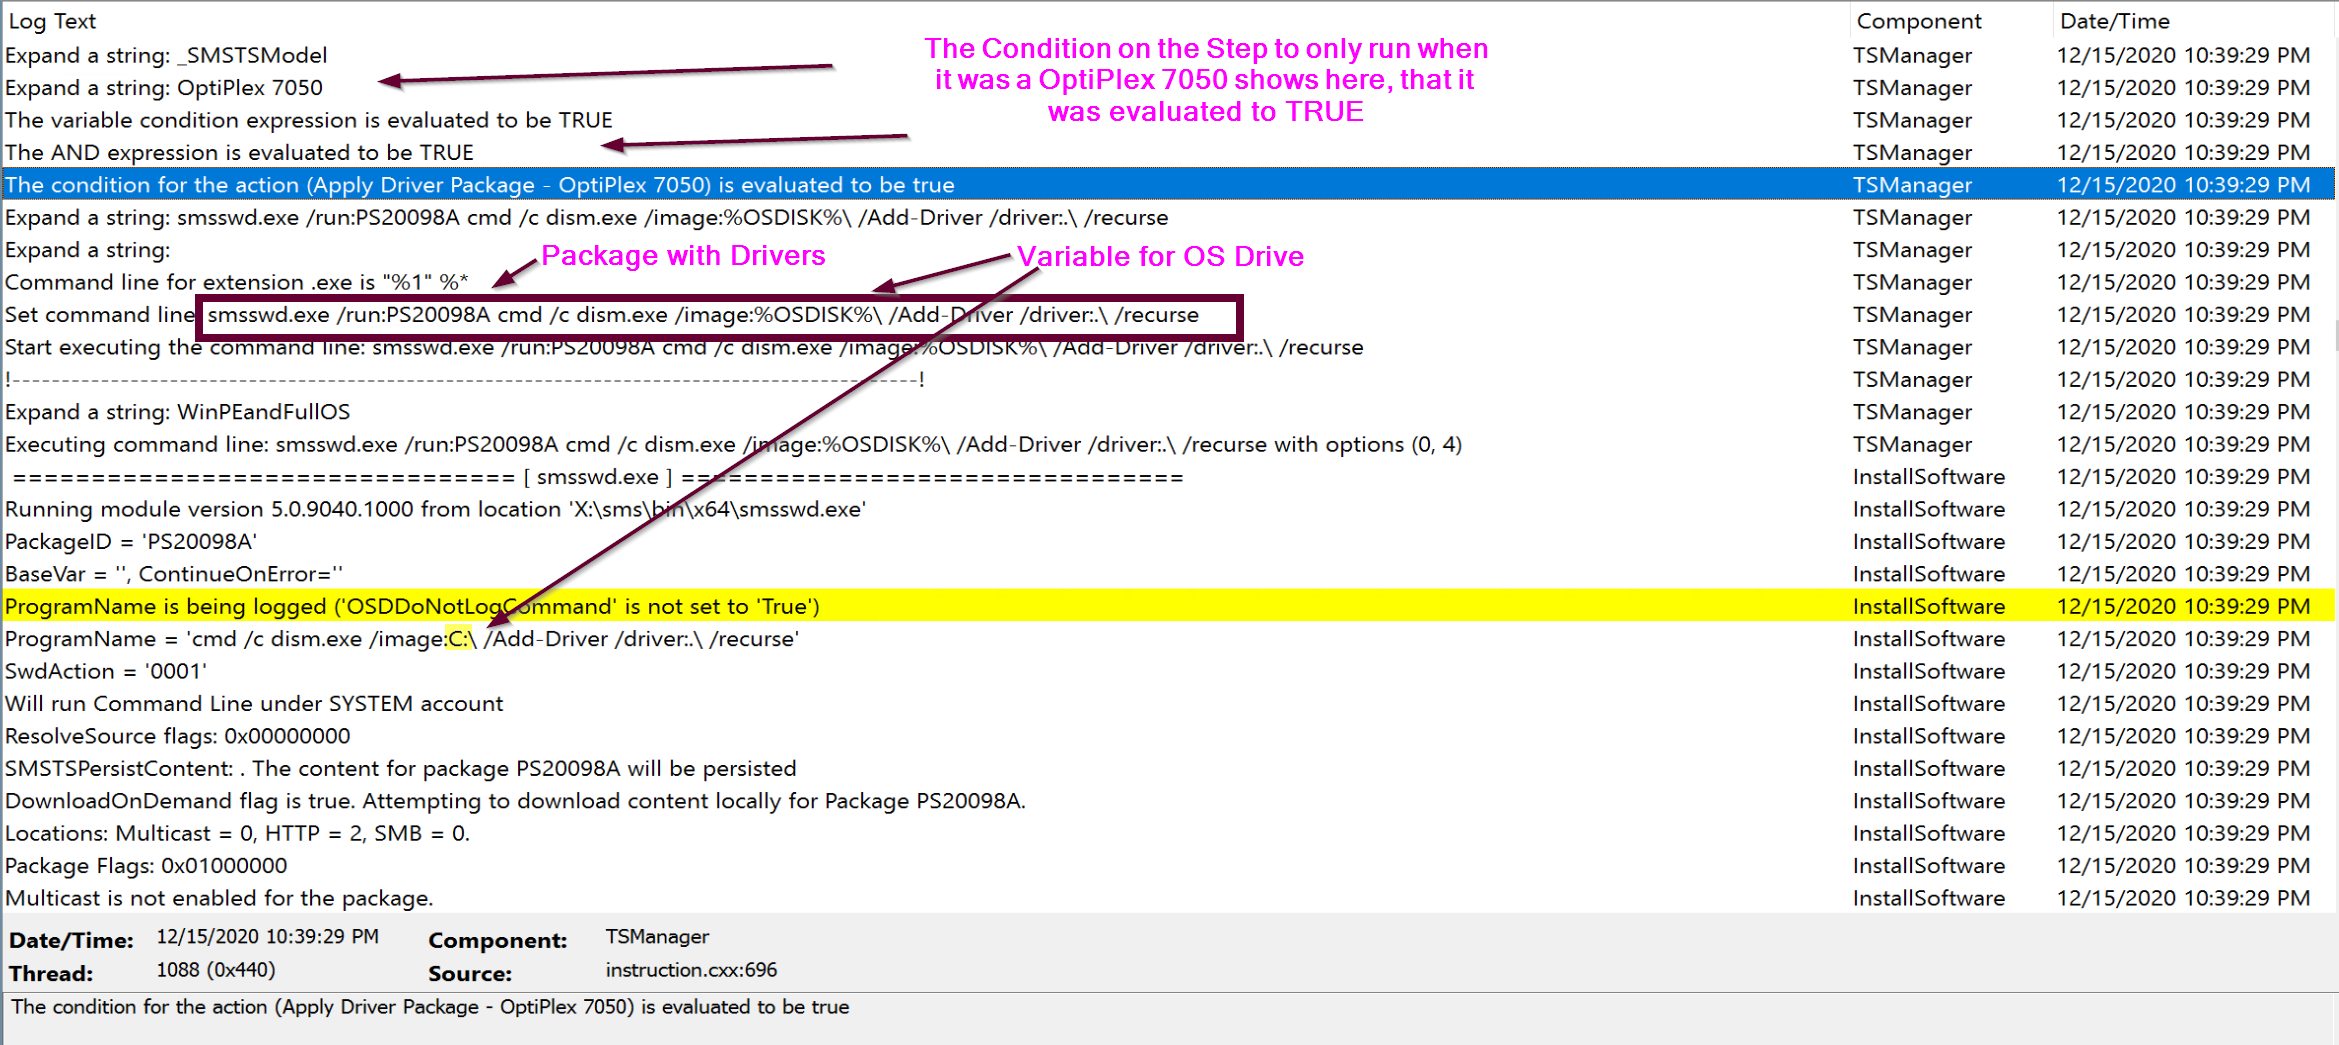 Log Text Component Date/Time
Expand a string: _SMSTSModel TSManager 12/15/2020 10:39:29 PM
The Condition on the Step to only run when
it was a OptiPlex 7050 shows here, that it
was evaluated to TRUE
Expand a string: OptiPlex 7050 TSManager 12/15/2020 10:39:29 PM
The variable condition expression is evaluated to be TRUE TSManager 12/15/2020 10:39:29 PM
The AND expression is evaluated to be TRUE TSManager 12/15/2020 10:39:29 PM
The condition for the action (Apply Driver Package - OptiPlex 7050) is evaluated to be true TSManager 12/15/2020 10:39:29 PM
Expand a string: smsswd.exe /run:PS20098A cmd /c dism.exe /image:%OSDISK%\ /Add-Driver /driver:.\ /recurse TSManager 12/15/2020 10:39:29 PM
Expand a string: TSManager 12/15/2020 10:39:29 PM
Package with Drivers Variable for OS Drive
Command line for extension .exe is "%1" %* TSManager 12/15/2020 10:39:29 PM
Set command line: smsswd.exe /run:PS20098A cmd /c dism.exe /image:%OSDISK%\ /Add-Driver /driver:.\ /recurse TSManager 12/15/2020 10:39:29 PM
Start executing the command line: smsswd.exe /run:PS20098A cmd /c dism.exe /image:%OSDISK%\ /Add-Driver /driver:.\ /recurse TSManager 12/15/2020 10:39:29 PM
!--------------------------------------------------------------------------------------------! TSManager 12/15/2020 10:39:29 PM
Expand a string: WinPEandFullOS TSManager 12/15/2020 10:39:29 PM
Executing command line: smsswd.exe /run:PS20098A cmd /c dism.exe /image:%OSDISK%\ /Add-Driver /driver:.\ /recurse with options (0, 4) TSManager 12/15/2020 10:39:29 PM
================================ [ smsswd.exe ] ================================ InstallSoftware 12/15/2020 10:39:29 PM
Running module version 5.0.9040.1000 from location 'X:\sms\bin\x64\smsswd.exe' InstallSoftware 12/15/2020 10:39:29 PM
PackageID = 'PS20098A' InstallSoftware 12/15/2020 10:39:29 PM
BaseVar = '', ContinueOnError='' InstallSoftware 12/15/2020 10:39:29 PM
ProgramName is being logged ('OSDDoNotLogCommand' is not set to 'True') InstallSoftware 12/15/2020 10:39:29 PM
ProgramName = 'cmd /c dism.exe /image:C:\ /Add-Driver /driver:.\ /recurse' InstallSoftware 12/15/2020 10:39:29 PM
SwdAction = '0001' InstallSoftware 12/15/2020 10:39:29 PM
Will run Command Line under SYSTEM account InstallSoftware 12/15/2020 10:39:29 PM
ResolveSource flags: 0x00000000 InstallSoftware 12/15/2020 10:39:29 PM
SMSTSPersistContent: . The content for package PS20098A will be persisted InstallSoftware 12/15/2020 10:39:29 PM
DownloadOnDemand flag is true. Attempting to download content locally for Package PS20098A. InstallSoftware 12/15/2020 10:39:29 PM
Locations: Multicast = 0, HTTP = 2, SMB = 0. InstallSoftware 12/15/2020 10:39:29 PM
Package Flags: 0x01000000 InstallSoftware 12/15/2020 10:39:29 PM
Multicast is not enabled for the package. InstallSoftware 12/15/2020 10:39:29 PM
Date/Time: 12/15/2020 10:39:29 PM Component: TSManager
Thread: 1088 (0x440) Source: instruction.cxx:696
The condition for the action (Apply Driver Package - OptiPlex 7050) is evaluated to be true